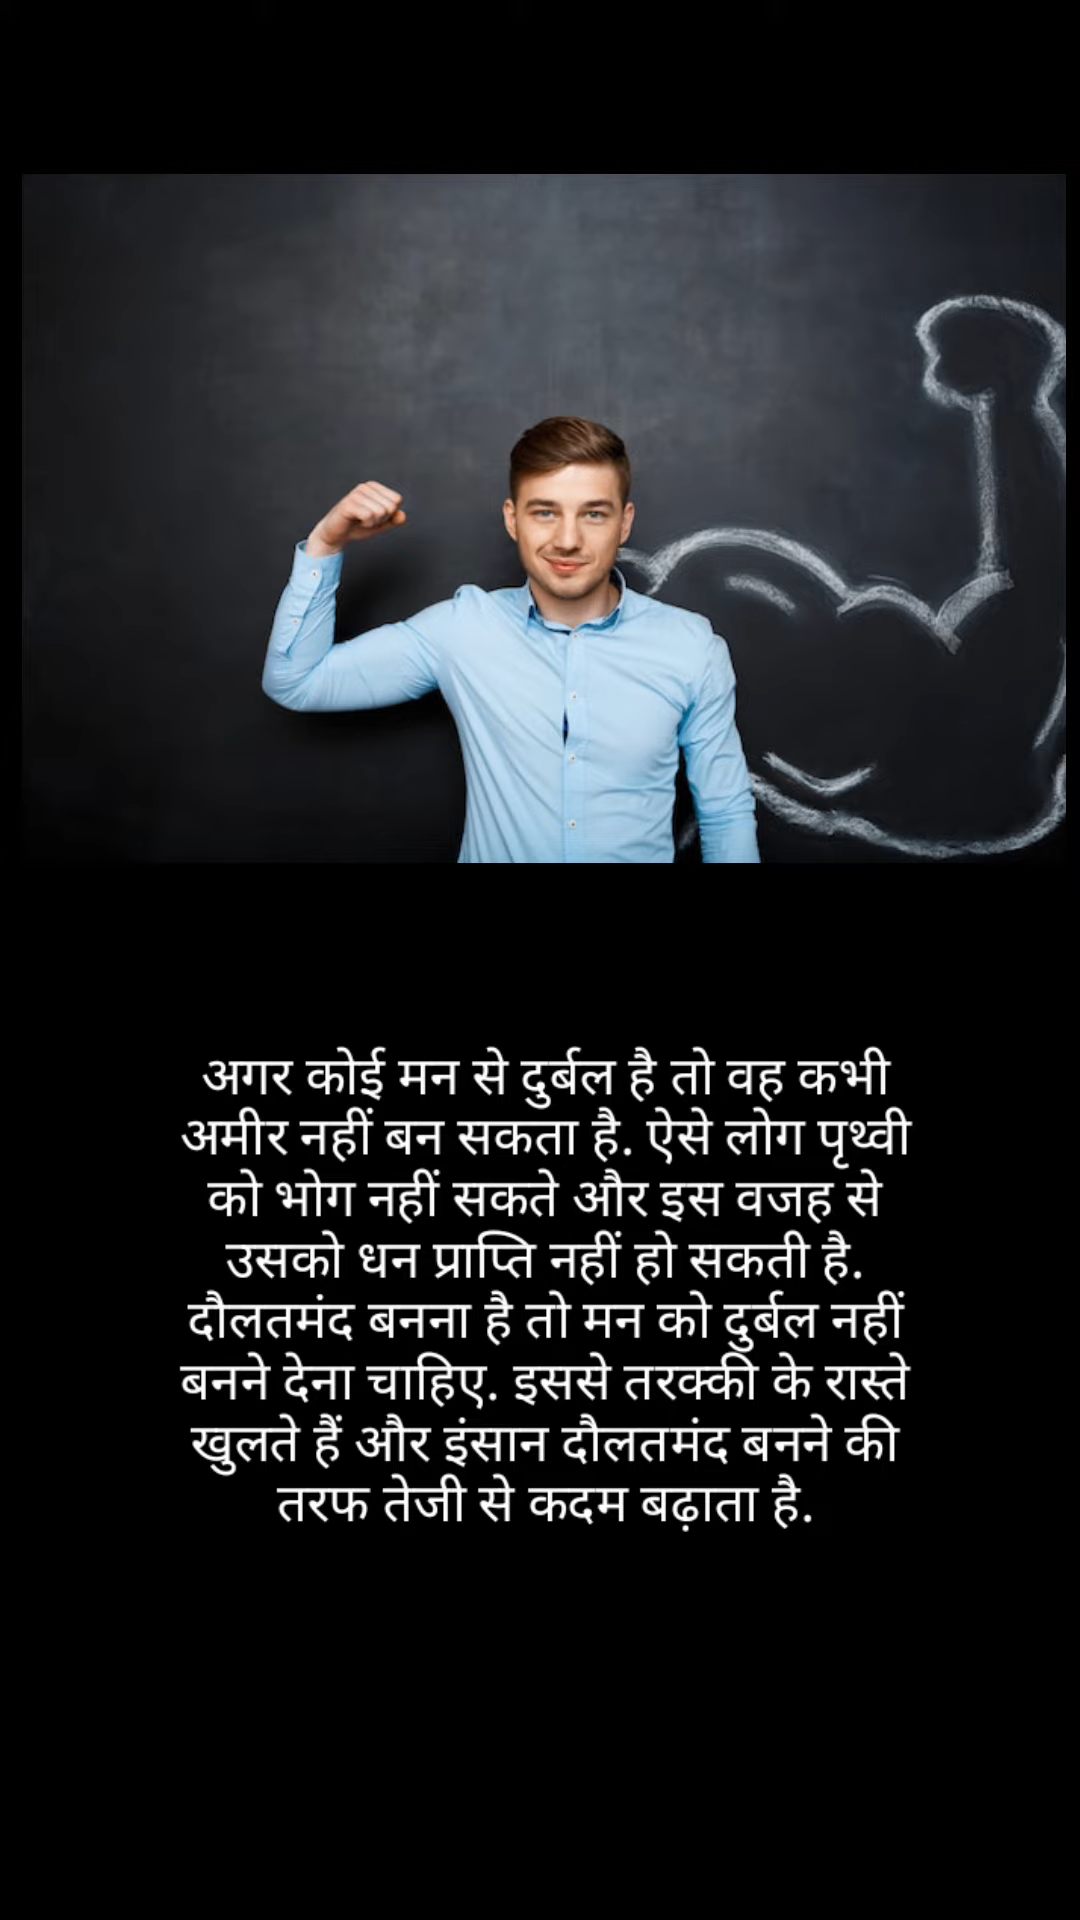 अगर कोई मन से दुर्बल है तो वह कभी
अमीर नहीं बन सकता है. ऐसे लोग पृथ्वी
को भोग नहीं सकते और इस वजह से
उसको धन प्राप्ति नहीं हो सकती है.
दौलतमंद बनना है तो मन को दुर्बल नहीं
बनने देना चाहिए. इससे तरक्की के रास्ते
खुलते हैं और इंसान दौलतमंद बनने की
तरफ तेजी से कदम बढ़ाता है.